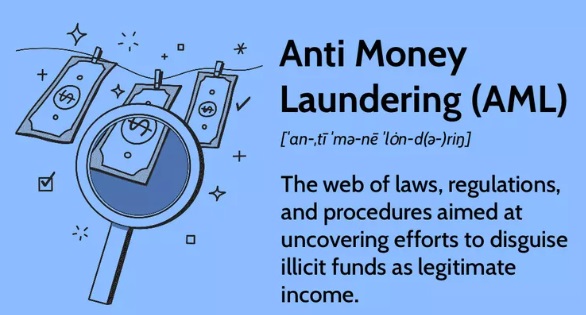 Anti Money
Laundering (AML)
[ˈan-ˌtī ˈmə-nē ˈlȯn-d(ə-)riŋ]
The web of laws, regulations,
and procedures aimed at
uncovering efforts to disguise
illicit funds as legitimate
income.